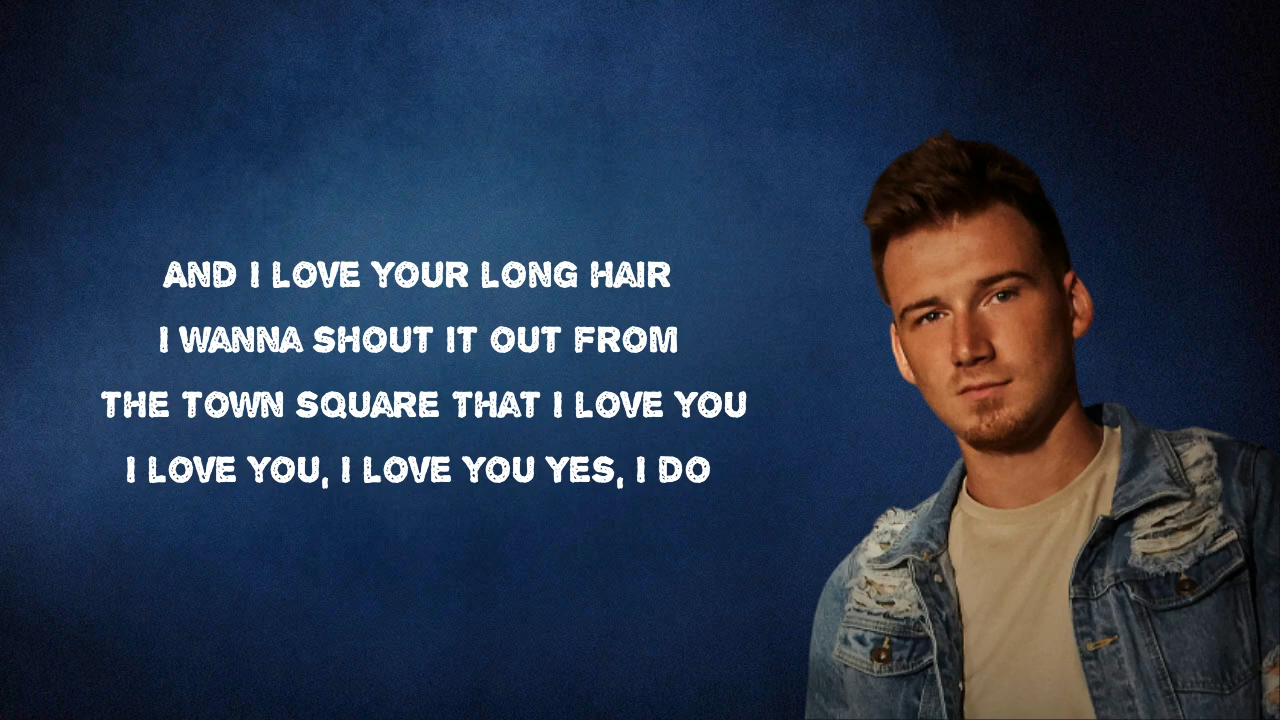 AND I LOVE YOUR LONG HAIR
I WANNA SHOUT IT OUT FROM
THE TOWN SQUARE THAT I LOVE YOU
I LOVE YOU, I LOVE YOU YES, I DO